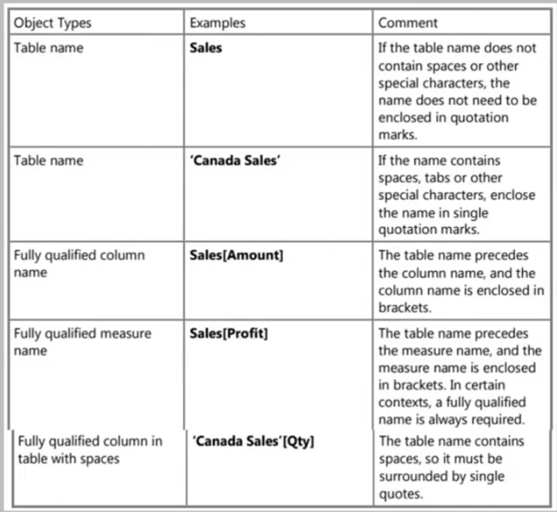 Object Types Examples Comment
Table name Sales If the table name does not
contain spaces or other
special characters, the
name does not need to be
enclosed in quotation
marks.
Table name ‘Canada Sales’ If the name contains
spaces, tabs or other
special characters, enclose
the name in single
quotation marks.
Fully qualified column Sales[Amount] The table name precedes
name the column name, and the
column name is enclosed in
brackets.
Fully qualified measure Sales[Profit] The table name precedes
name the measure name, and the
measure name is enclosed
in brackets. In certain
contexts, a fully qualified
name is always required.
Fully qualified column in ‘Canada Sales’[Qty] The table name contains
table with spaces spaces, so it must be
surrounded by single
quotes.